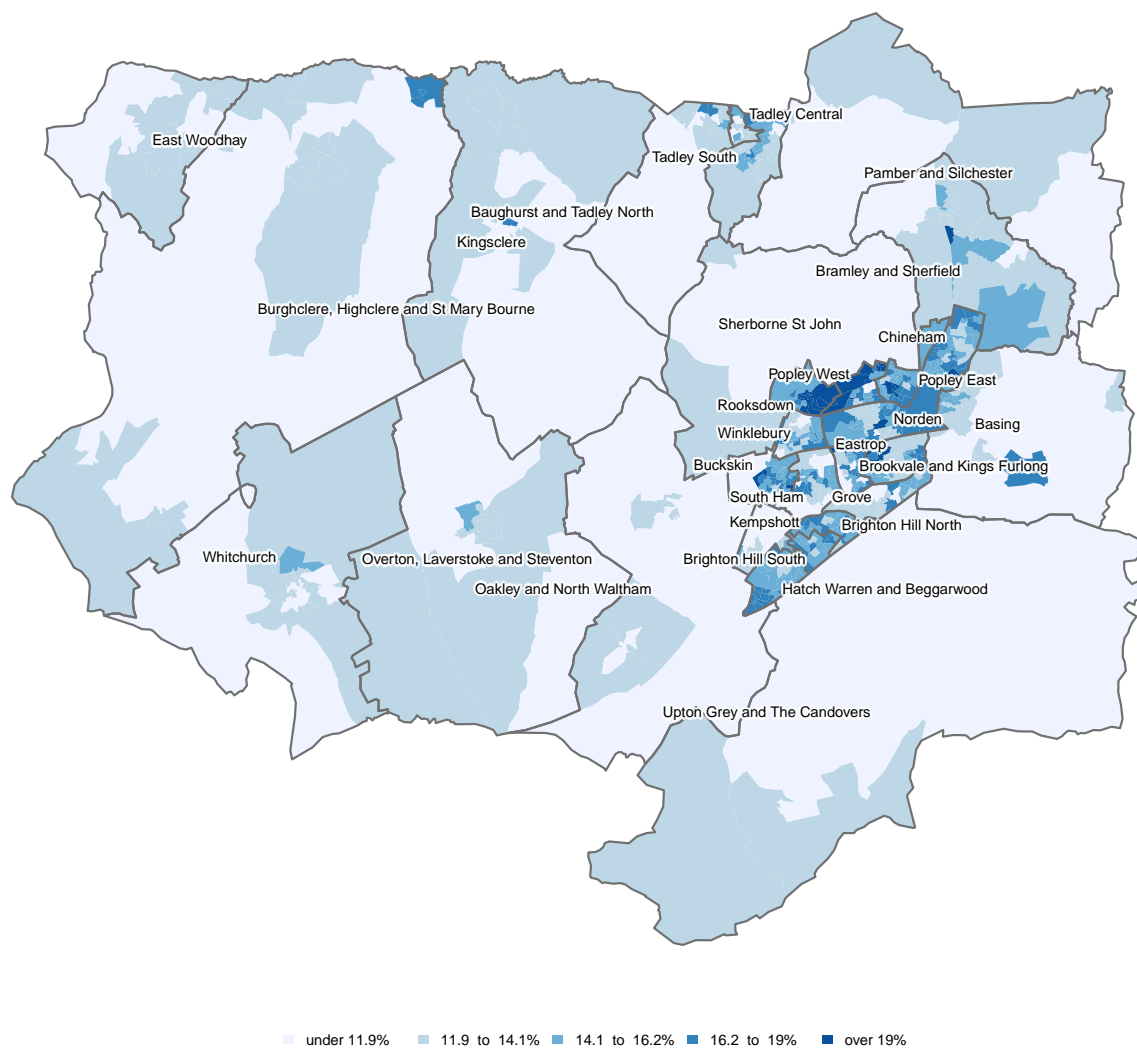 Tadley Central
East Woodhay
Tadley South
Pamber and Silchester
Baughurst and Tadley North
Kingsclere
Bramley and Sherfield
Burghclere, Highclere and St Mary Bourne
Sherborne St John
Chineham
Popley West
Popley East
Rooksdown
Norden
Basing
Winklebury
Eastrop
Buckskin
Brookvale and Kings Furlong
South Ham
Grove
Kempshott
Brighton Hill North
Whitchurch
Overton, Laverstoke and Steventon
Brighton Hill South
Oakley and North Waltham
Hatch Warren and Beggarwood
Upton Grey and The Candovers
under 11.9% 11.9 to 14.1% 14.1 to 16.2% 16.2 to 19% over 19%